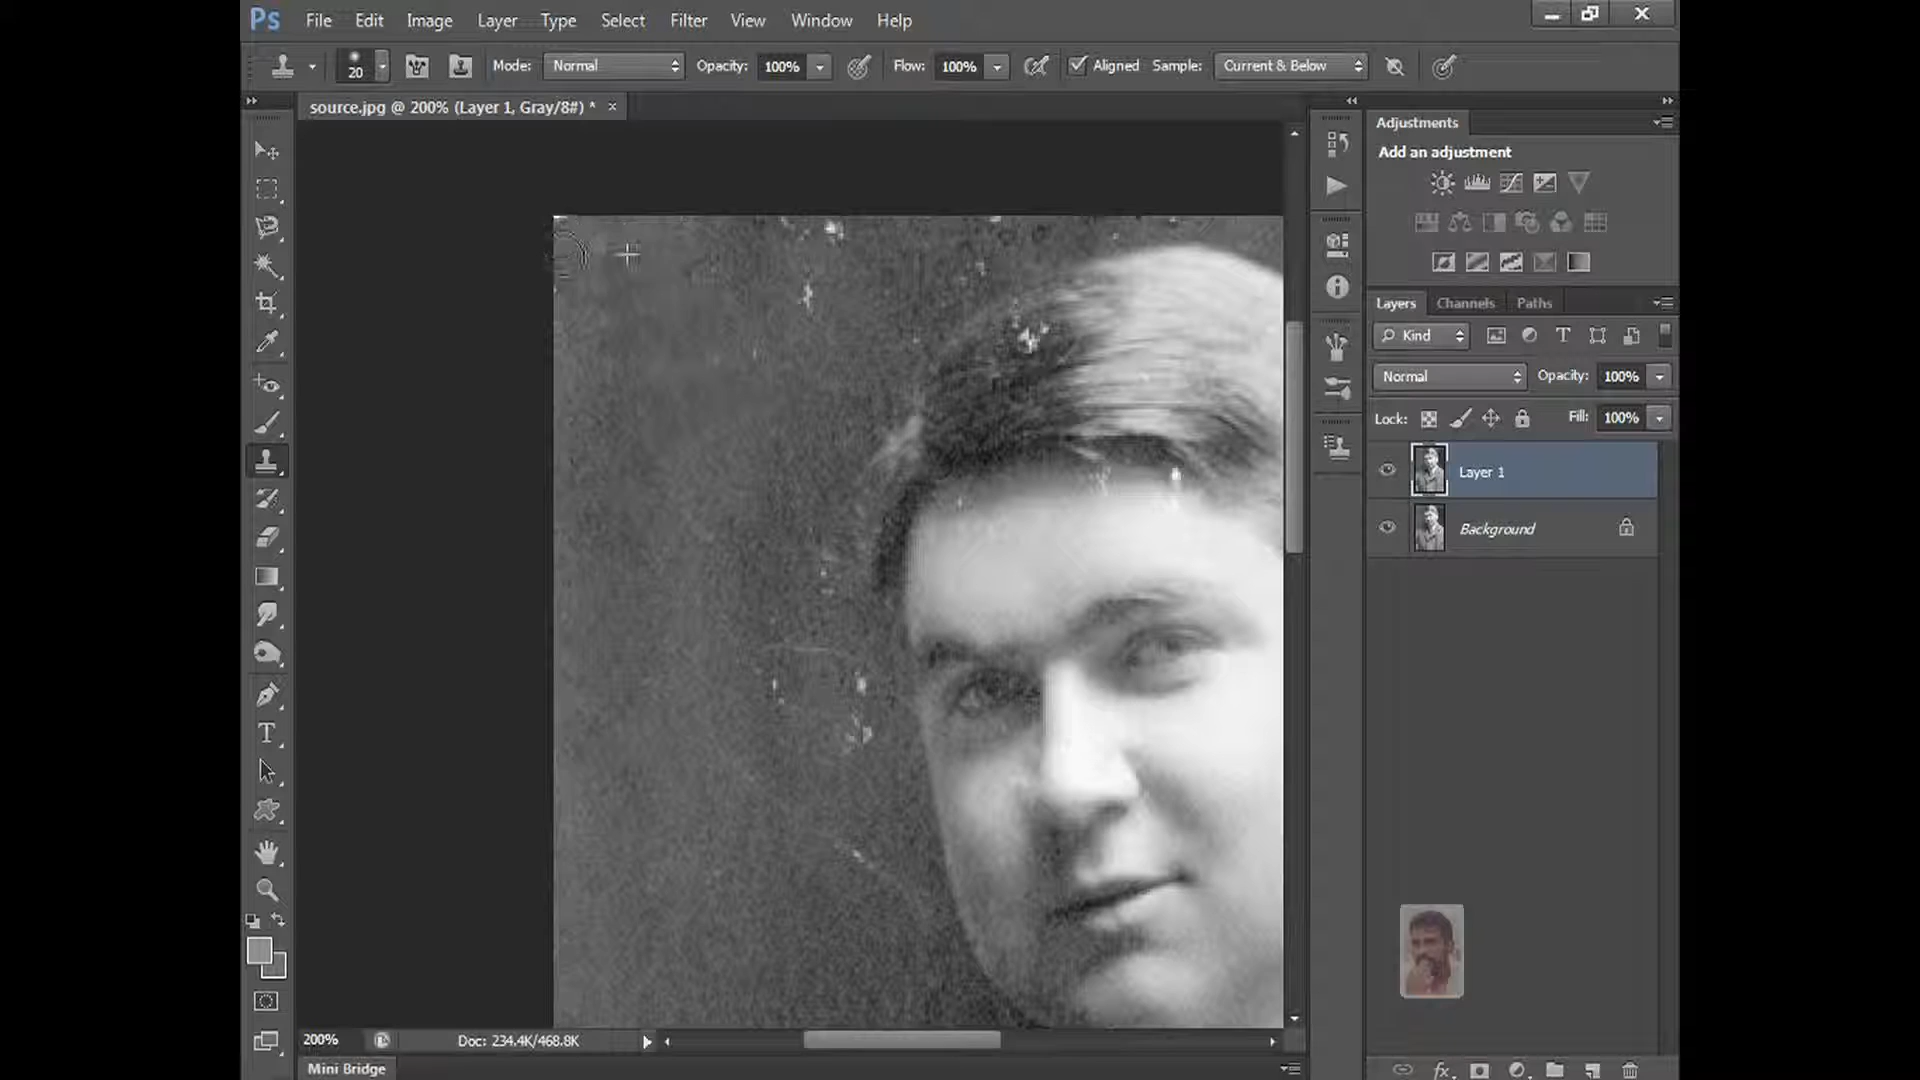 Ps File Edit Image Layer Type Select Filter View Window Help
20 Mode: Normal Opacity: 100% Flow: 100% Aligned Sample: Current & Below
source.jpg @ 200% (Layer 1, Gray/8#) * ×
Adjustments
Add an adjustment
Layers Channels Paths
Kind
Normal Opacity: 100%
Lock: Fill: 100%
Layer 1
Background
200% Doc: 234.4K/468.8K
Mini Bridge